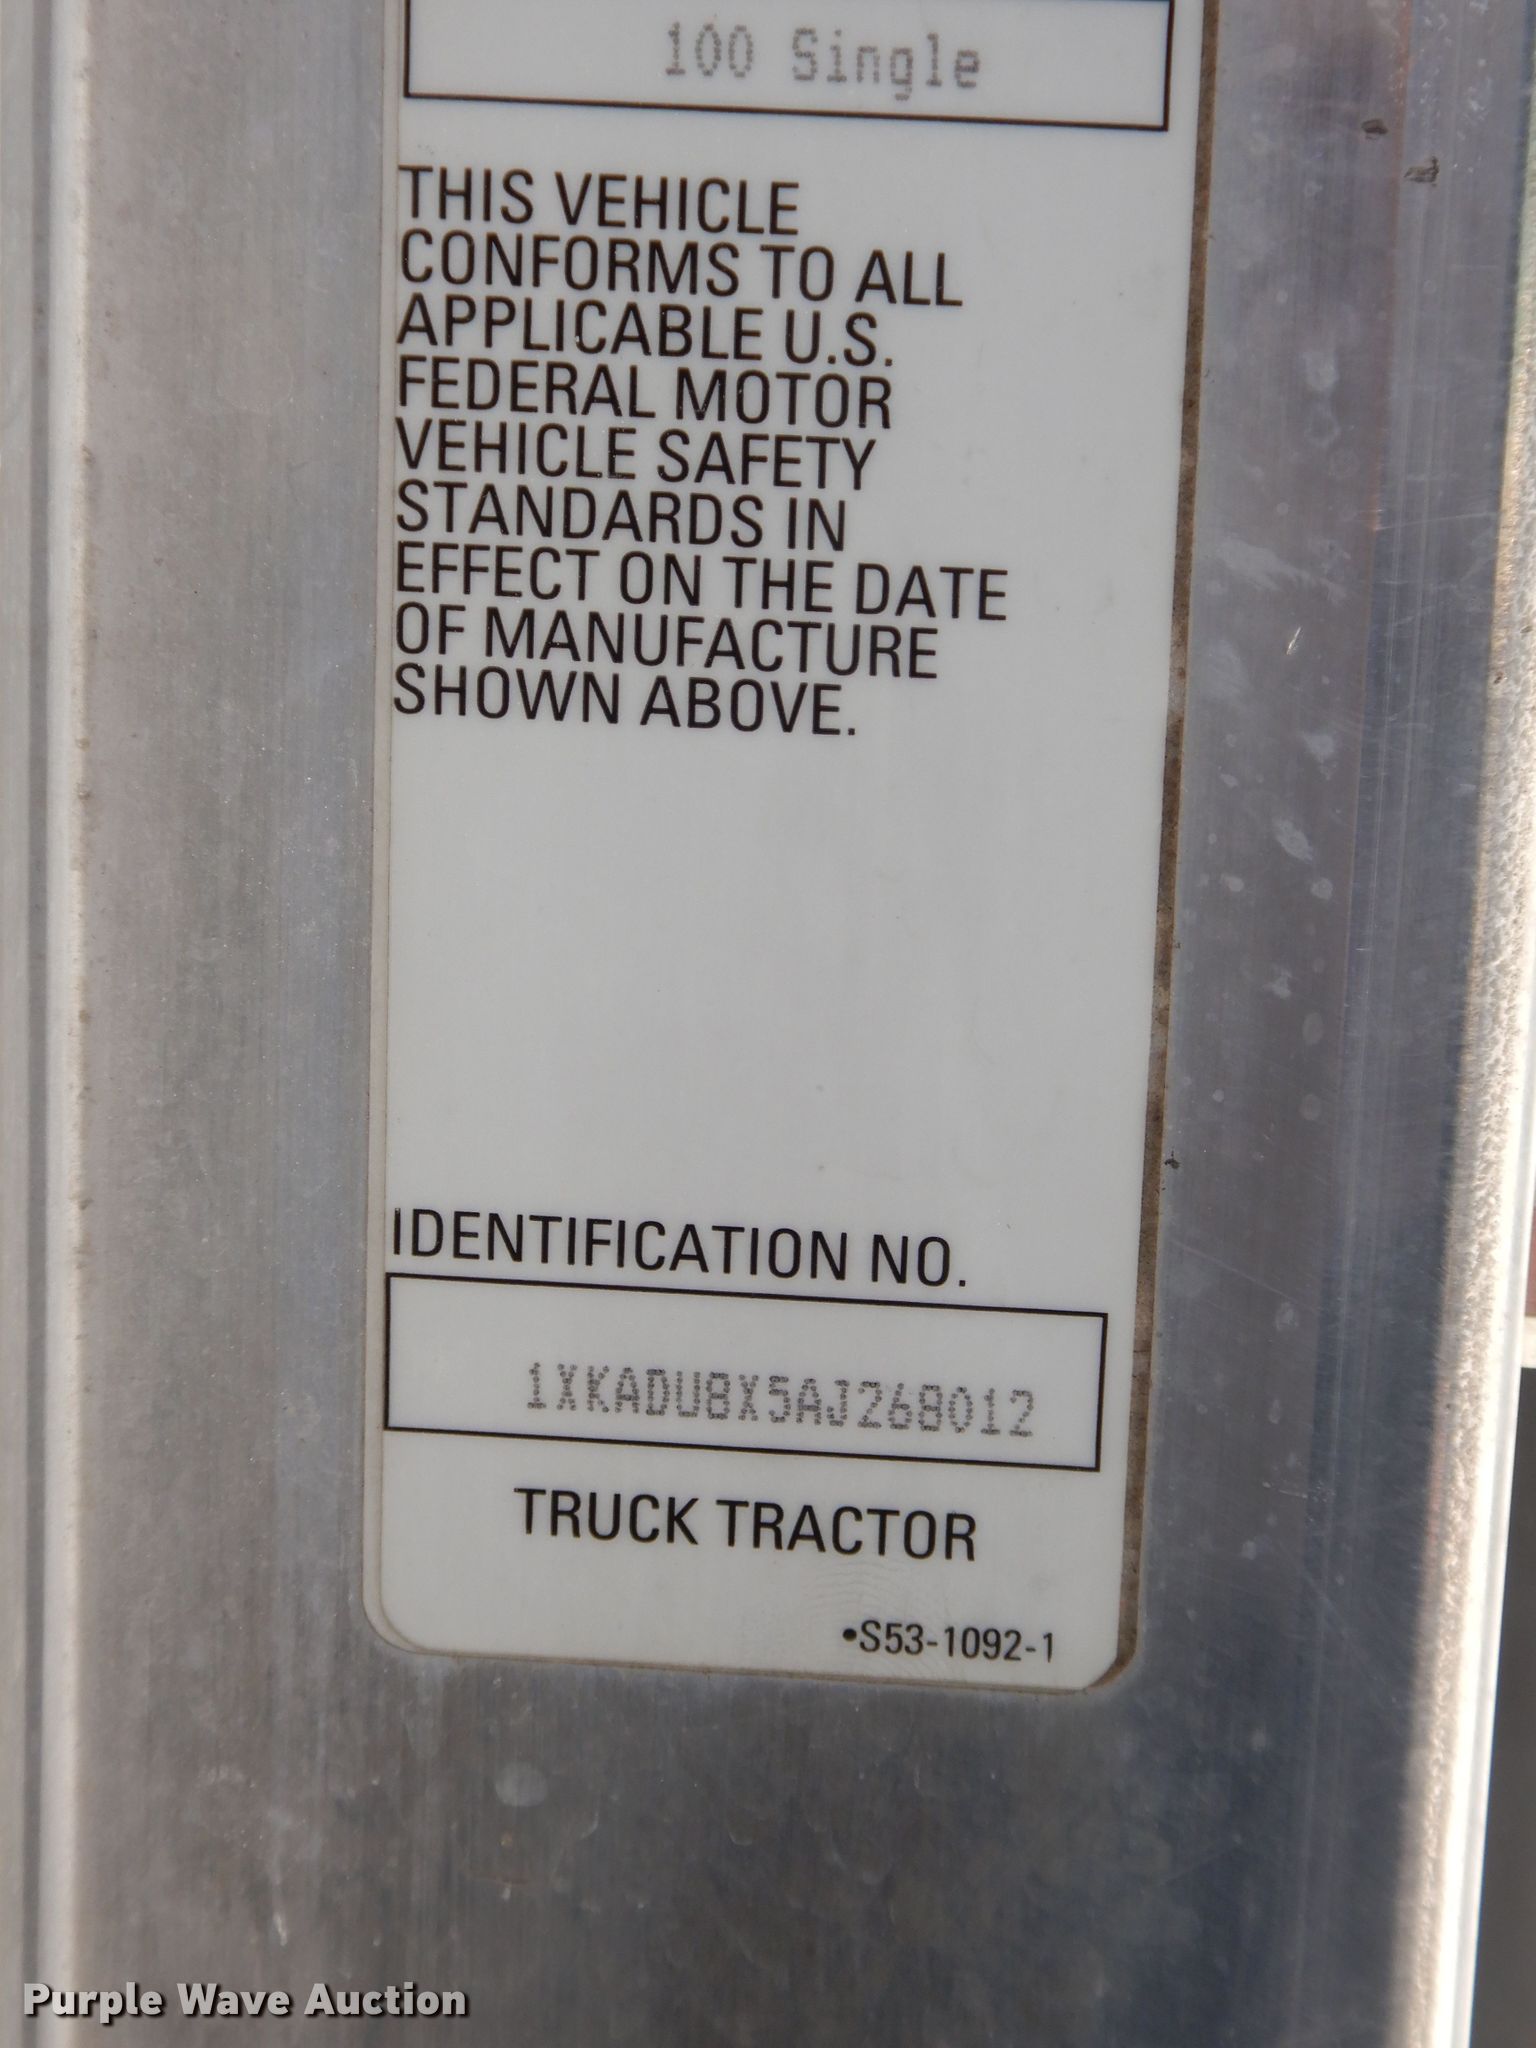 100 Single
THIS VEHICLE
CONFORMS TO ALL
APPLICABLE U.S.
FEDERAL MOTOR
VEHICLE SAFETY
STANDARDS IN
EFFECT ON THE DATE
OF MANUFACTURE
SHOWN ABOVE.
IDENTIFICATION NO.
1XKADU8X5AJ268012
TRUCK TRACTOR
•S53-1092-1
Purple Wave Auction